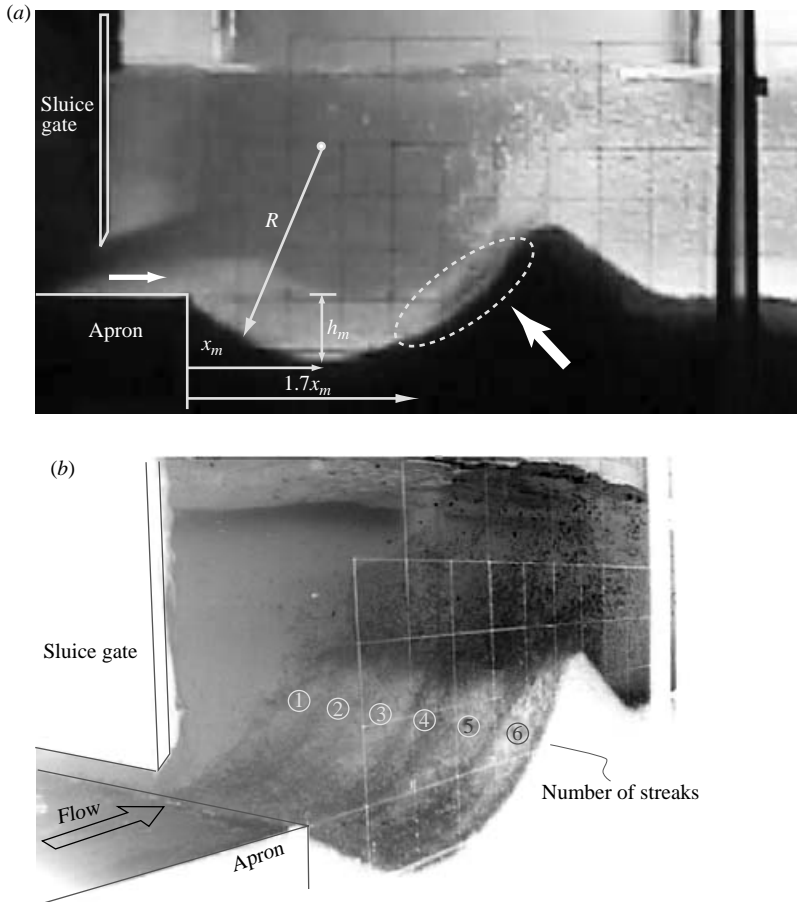 (a)
Sluice
gate
R
Apron
x_m
h_m
1.7x_m
(b)
Sluice gate
① ② ③ ④ ⑤ ⑥
Number of streaks
Flow
Apron